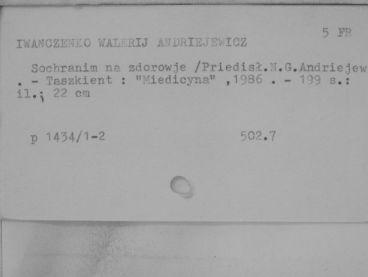 5 FR
IWANCZENKO WALERIJ ANDRIEJEWICZ
Sochranim na zdorowje /Priedisł.N.G.Andriejew
. - Taszkient : "Miedicyna" ,1986 . - 199 s.:
il.; 22 cm
p 1434/1-2 502.7